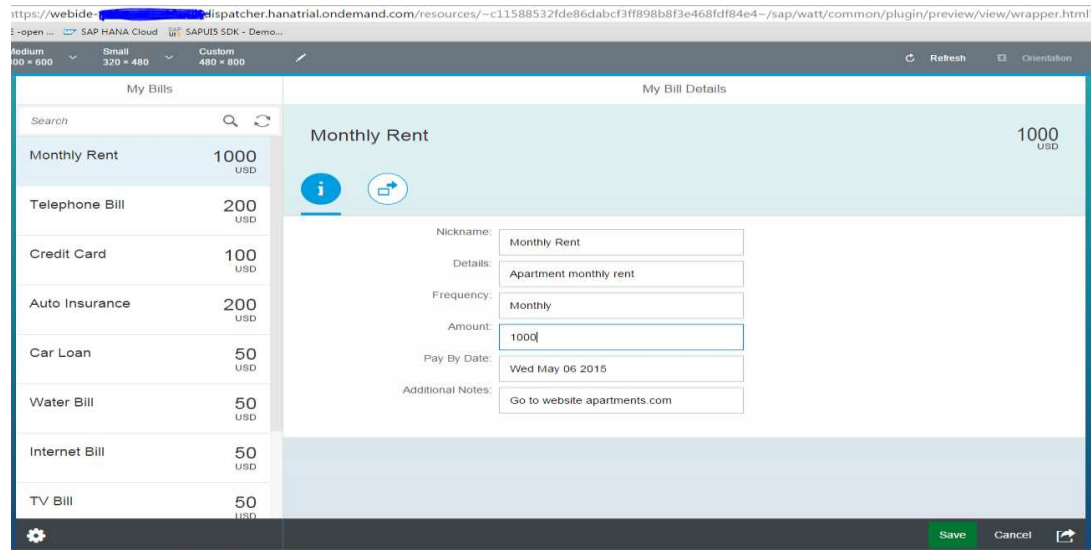 https://webide- dispatcher.hanatrial.ondemand.com/resources/~c11588532fde86dabcf3ff898b8f3e468fdf84e4~/sap/watt/common/plugin/preview/view/wrapper.html
-open ... SAP HANA Cloud SAPUI5 SDK - Demo...
Medium Small Custom
00 × 600 320 × 480 480 × 800 Refresh Orientation
My Bills My Bill Details
Search
Monthly Rent 1000
USD
Telephone Bill 200
USD
Credit Card 100
USD
Auto Insurance 200
USD
Car Loan 50
USD
Water Bill 50
USD
Internet Bill 50
USD
TV Bill 50
USD
Monthly Rent 1000
USD
Nickname: Monthly Rent
Details: Apartment monthly rent
Frequency: Monthly
Amount: 1000
Pay By Date: Wed May 06 2015
Additional Notes: Go to website apartments.com
Save Cancel